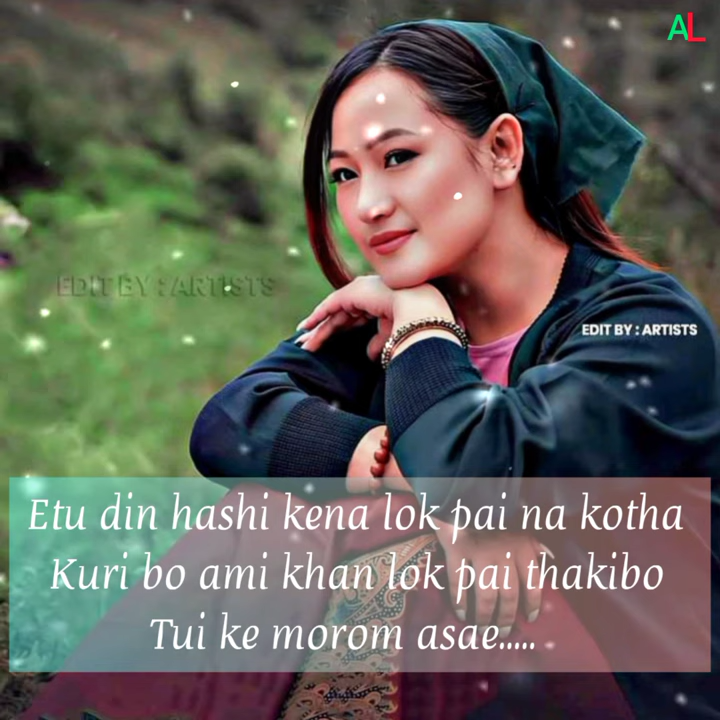 AL
EDIT BY : ARTISTS
EDIT BY : ARTISTS
Etu din hashi kena lok pai na kotha
Kuri bo ami khan lok pai thakibo
Tui ke morom asae.....